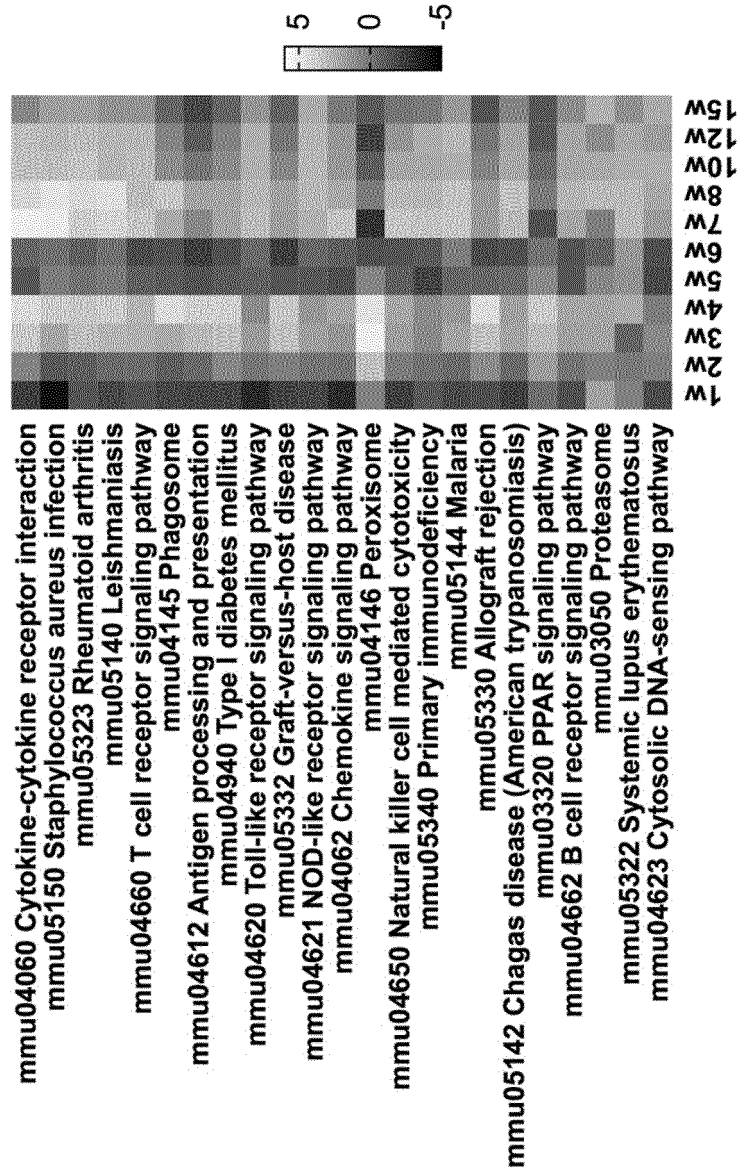 mmu04060 Cytokine-cytokine receptor interaction
mmu05150 Staphylococcus aureus infection
mmu05323 Rheumatoid arthritis
mmu05140 Leishmaniasis
mmu04660 T cell receptor signaling pathway
mmu04145 Phagosome
mmu04612 Antigen processing and presentation
mmu04940 Type I diabetes mellitus
mmu04620 Toll-like receptor signaling pathway
mmu05332 Graft-versus-host disease
mmu04621 NOD-like receptor signaling pathway
mmu04062 Chemokine signaling pathway
mmu04146 Peroxisome
mmu04650 Natural killer cell mediated cytotoxicity
mmu05340 Primary immunodeficiency
mmu05144 Malaria
mmu05330 Allograft rejection
mmu05142 Chagas disease (American trypanosomiasis)
mmu03320 PPAR signaling pathway
mmu04662 B cell receptor signaling pathway
mmu03050 Proteasome
mmu05322 Systemic lupus erythematosus
mmu04623 Cytosolic DNA-sensing pathway
1w
2w
3w
4w
5w
6w
7w
8w
10w
12w
15w
5
0
-5